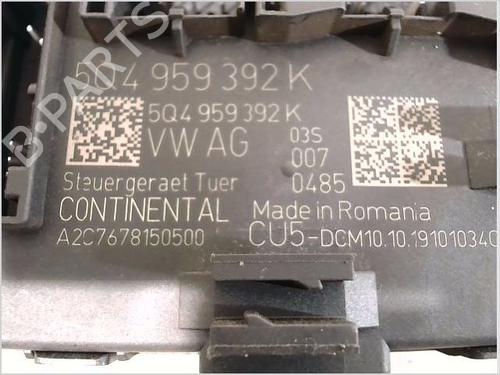 5Q4 959 392 K
5Q4 959 392 K
VW AG
03S
007
0485
Steuergeraet Tuer
CONTINENTAL
Made in Romania
A2C7678150500
CU5-DCM10.10.191010340
B-PARTS